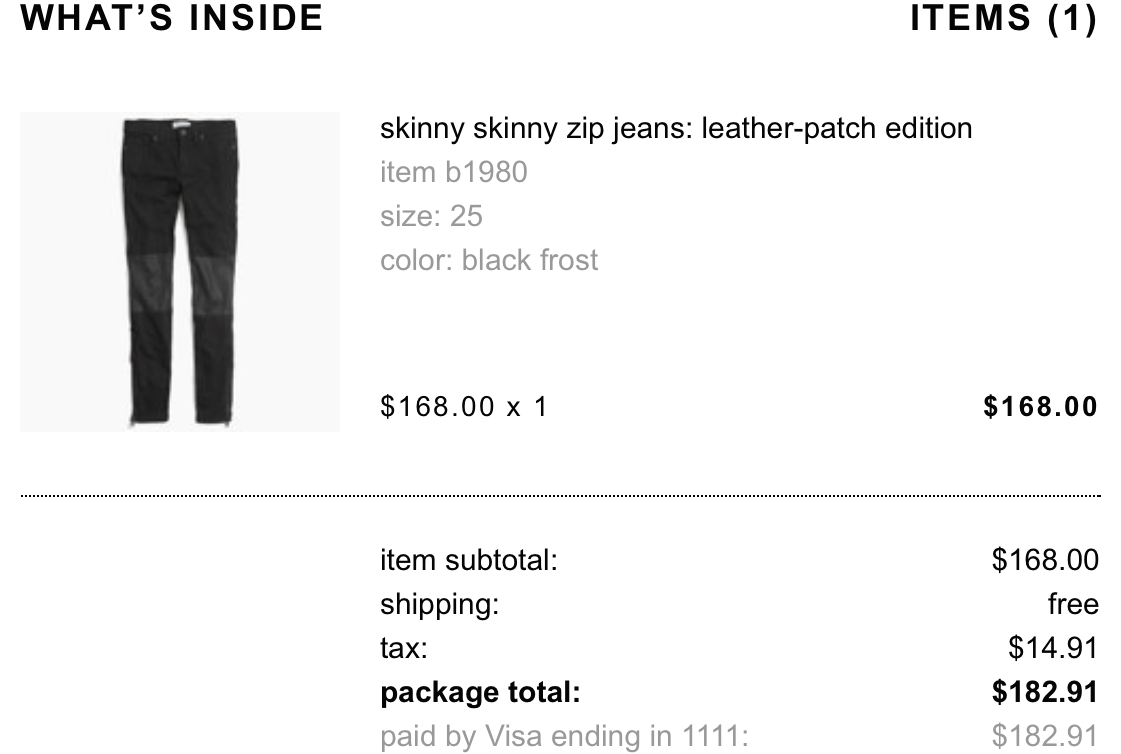 WHAT’S INSIDE ITEMS (1)
skinny skinny zip jeans: leather-patch edition
item b1980
size: 25
color: black frost
$168.00 x 1 $168.00
item subtotal: $168.00
shipping: free
tax: $14.91
package total: $182.91
paid by Visa ending in 1111: $182.91